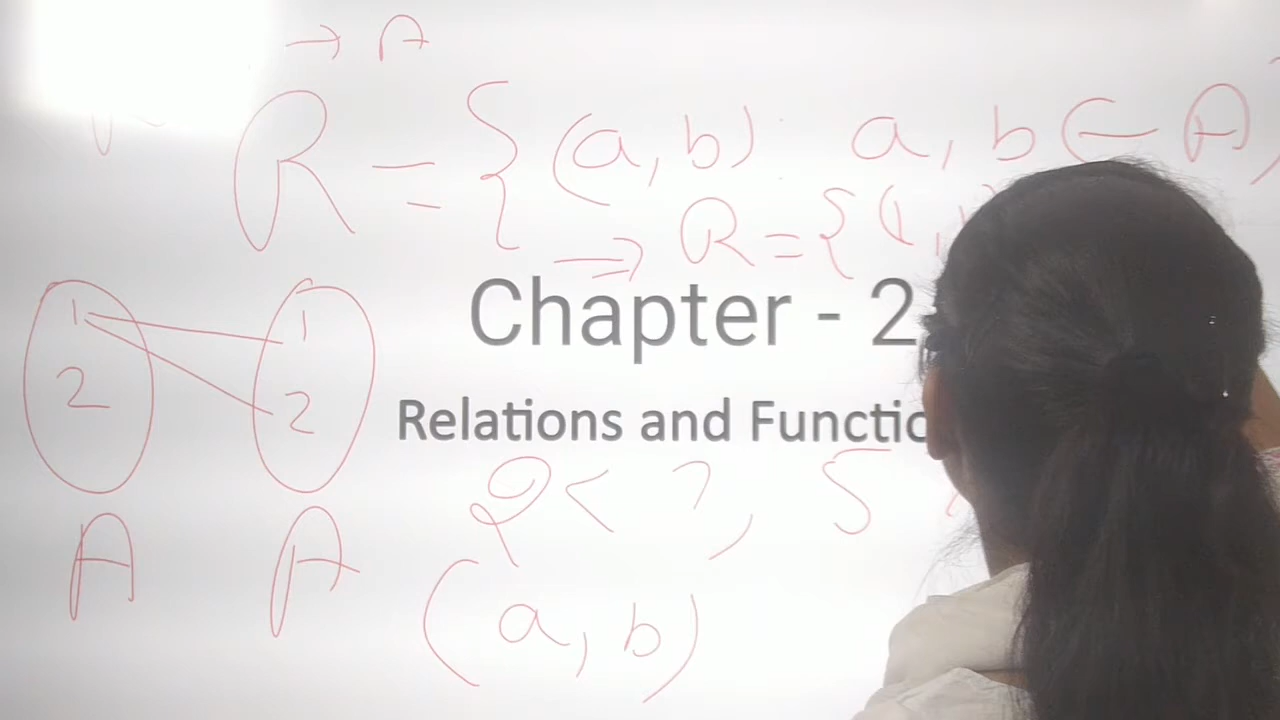 → A
R = {(a, b) : a, b ∈ A
→ R = {(1,
Chapter - 2
Relations and Functio
1 1
2 2
2 < 7, 5
A A
(a, b)